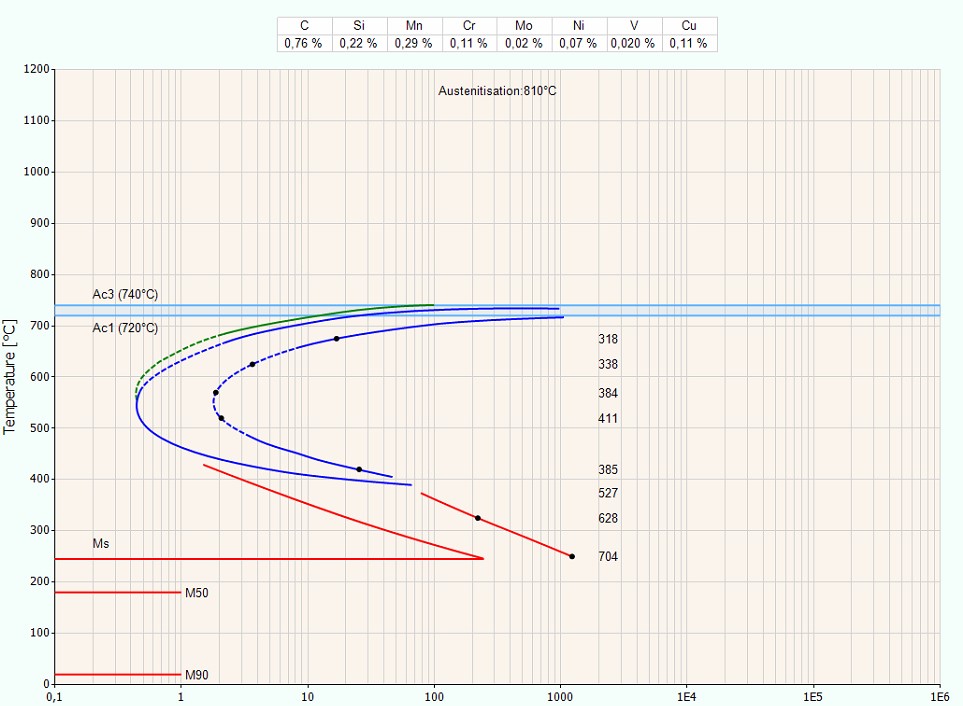 C Si Mn Cr Mo Ni V Cu
0,76 % 0,22 % 0,29 % 0,11 % 0,02 % 0,07 % 0,020 % 0,11 %
Austenitisation:810°C
1200
1100
1000
900
800
Ac3 (740°C)
Ac1 (720°C)
700
318
338
600
384
411
500
385
400
527
628
300
Ms
704
200
M50
100
M90
0
Temperature [°C]
0,1 1 10 100 1000 1E4 1E5 1E6